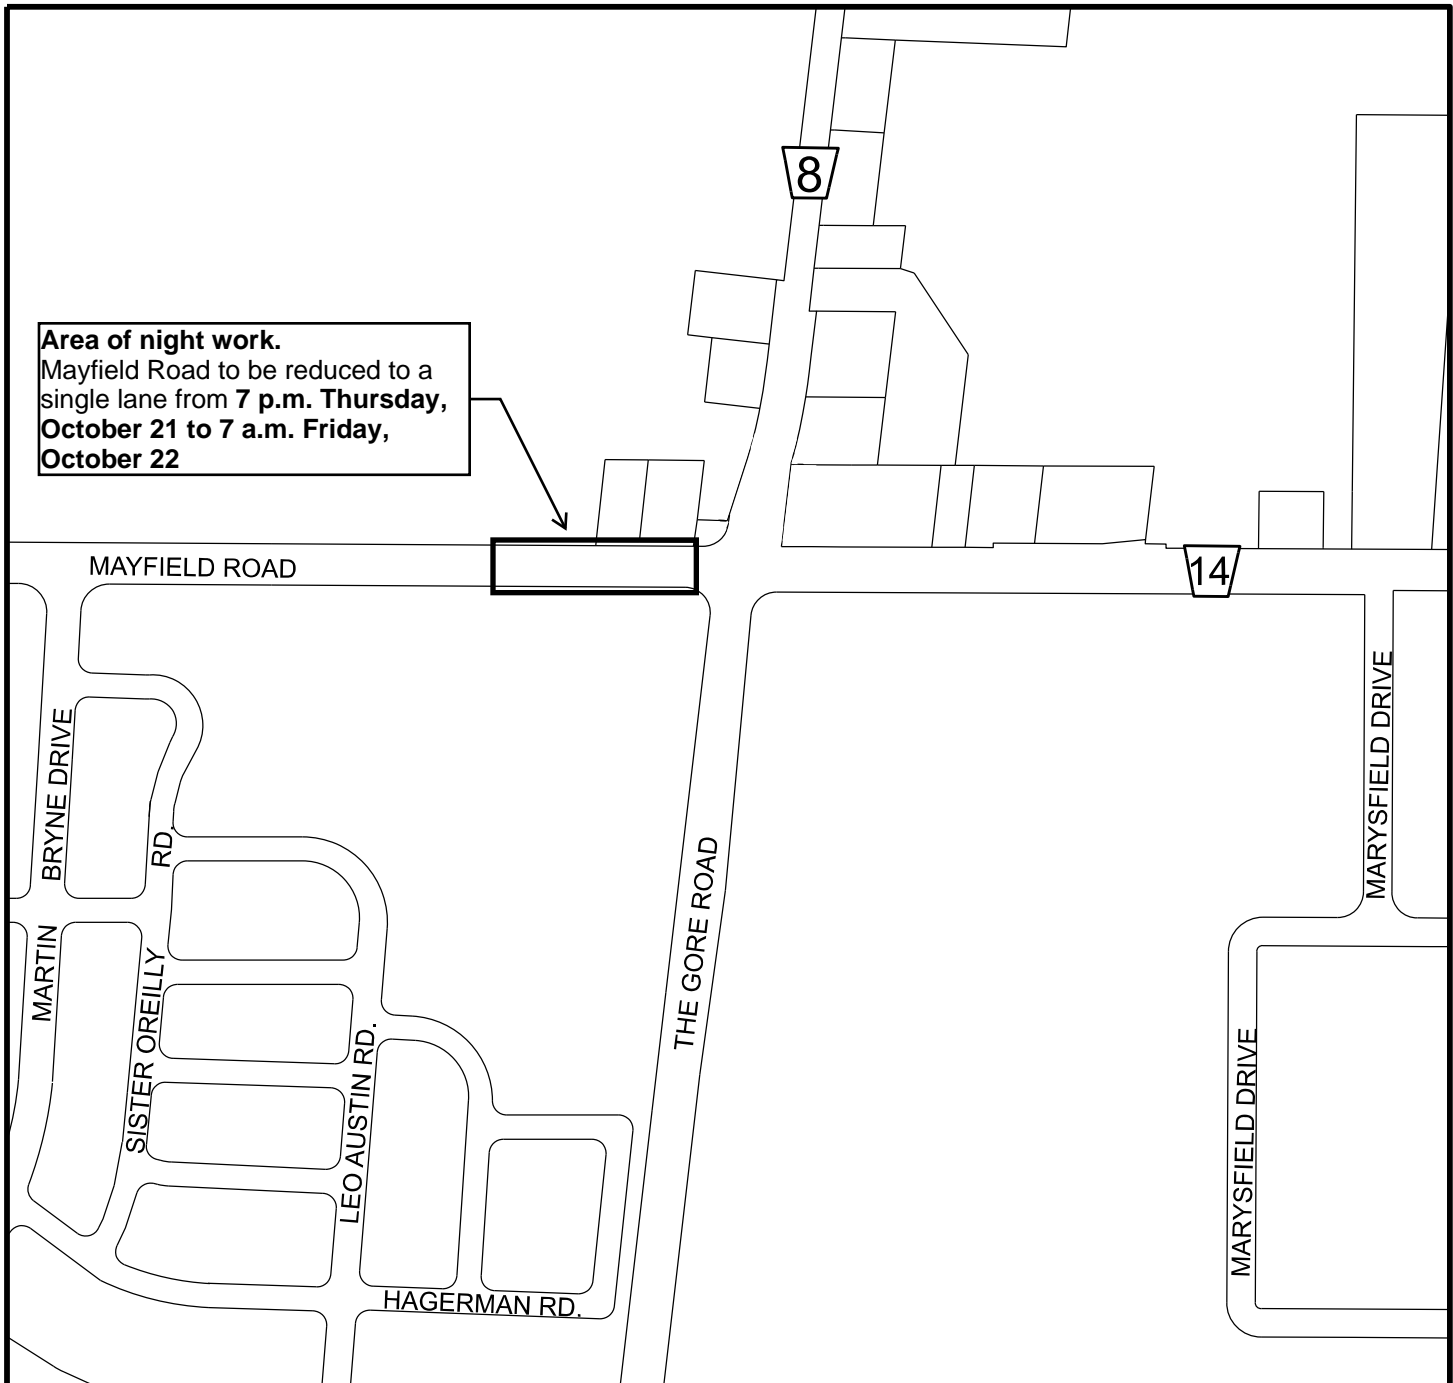 8
Area of night work.
Mayfield Road to be reduced to a
single lane from 7 p.m. Thursday,
October 21 to 7 a.m. Friday,
October 22
MAYFIELD ROAD
14
MARTIN BRYNE DRIVE
SISTER OREILLY RD.
LEO AUSTIN RD.
THE GORE ROAD
MARYSFIELD DRIVE
MARYSFIELD DRIVE
HAGERMAN RD.